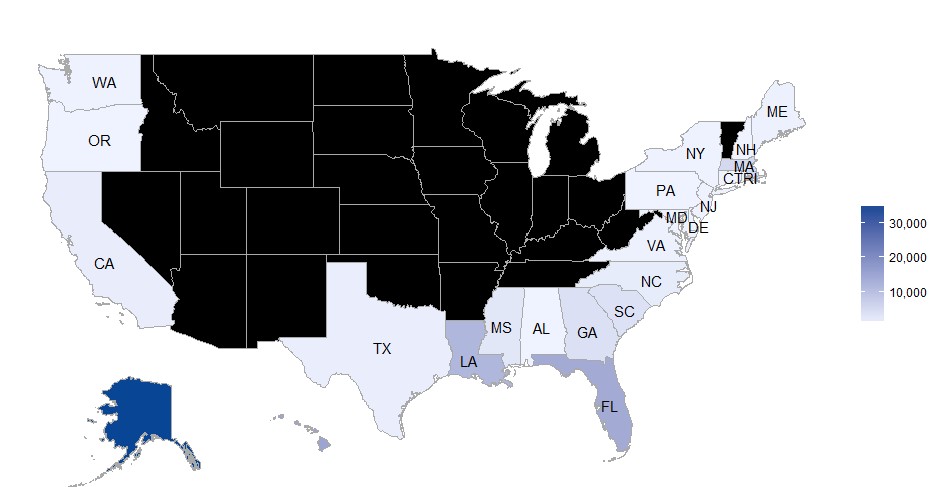 WA
ME
OR
NY
NH
MA
CT
RI
PA
NJ
MD
DE
VA
CA
NC
SC
MS
AL
GA
TX
LA
FL
30,000
20,000
10,000